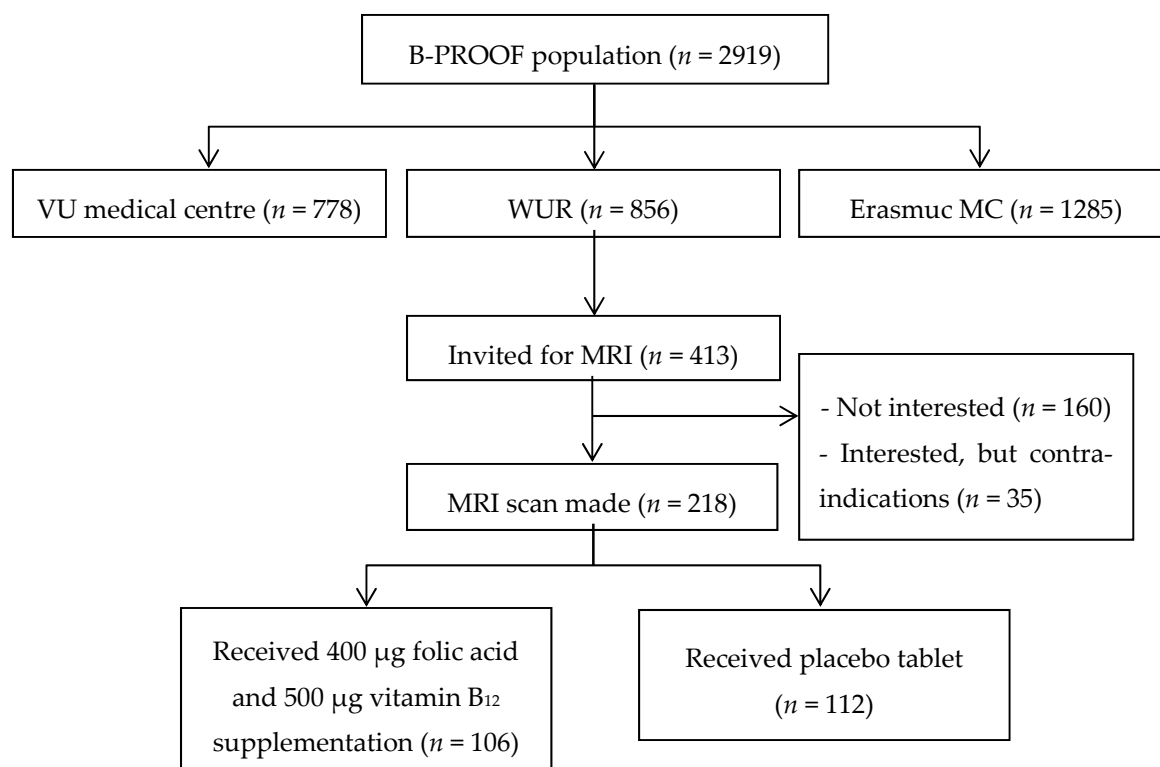 B-PROOF population (n = 2919)
VU medical centre (n = 778)
WUR (n = 856)
Erasmuc MC (n = 1285)
Invited for MRI (n = 413)
- Not interested (n = 160)
- Interested, but contra-
indications (n = 35)
MRI scan made (n = 218)
Received 400 µg folic acid
and 500 µg vitamin B₁₂
supplementation (n = 106)
Received placebo tablet
(n = 112)